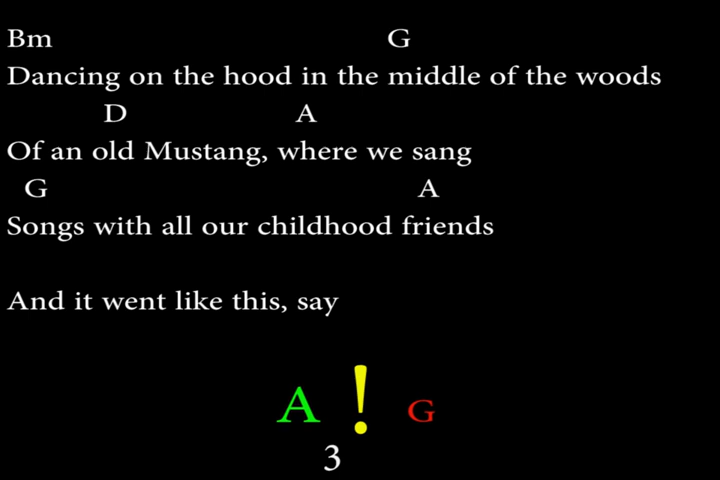 Bm G
Dancing on the hood in the middle of the woods
D A
Of an old Mustang, where we sang
G A
Songs with all our childhood friends
And it went like this, say
A ! G
3